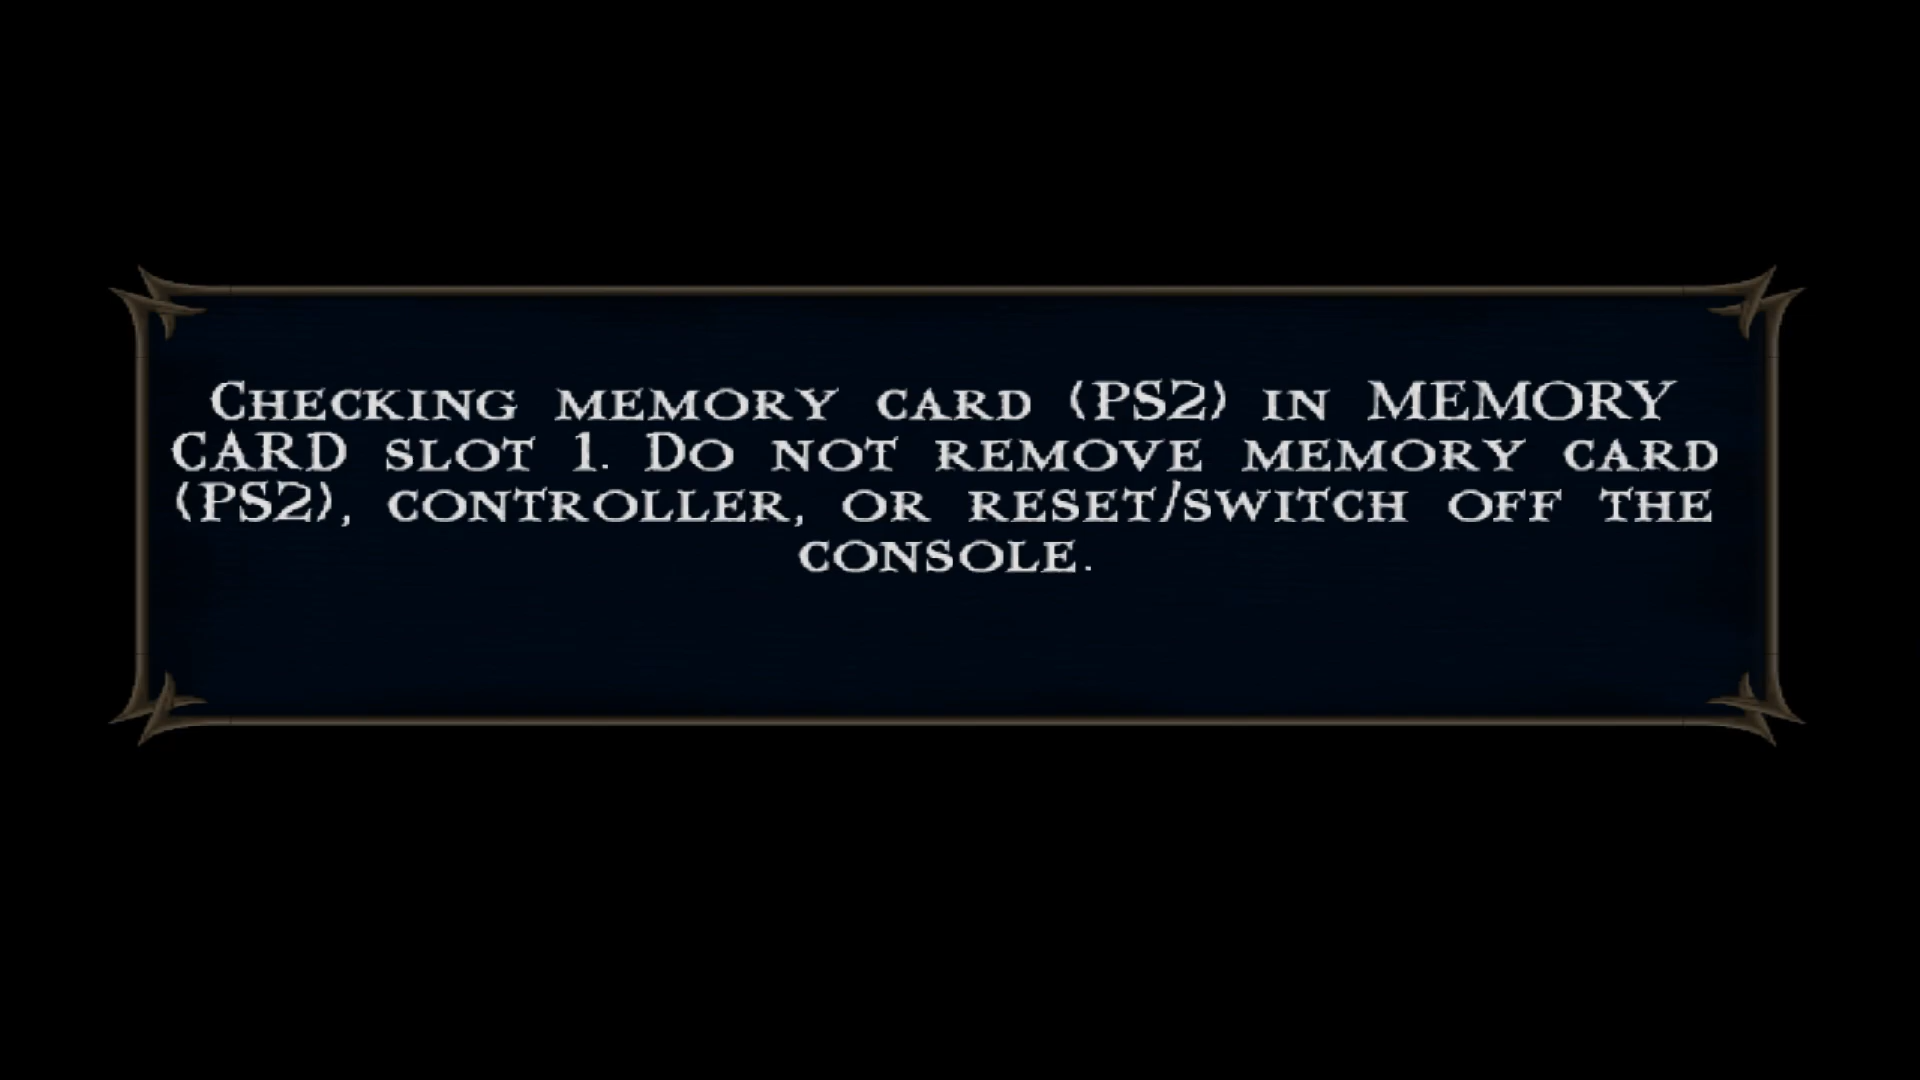 Checking memory card (PS2) in MEMORY
CARD slot 1. Do not remove memory card
(PS2), controller, or reset/switch off the
console.